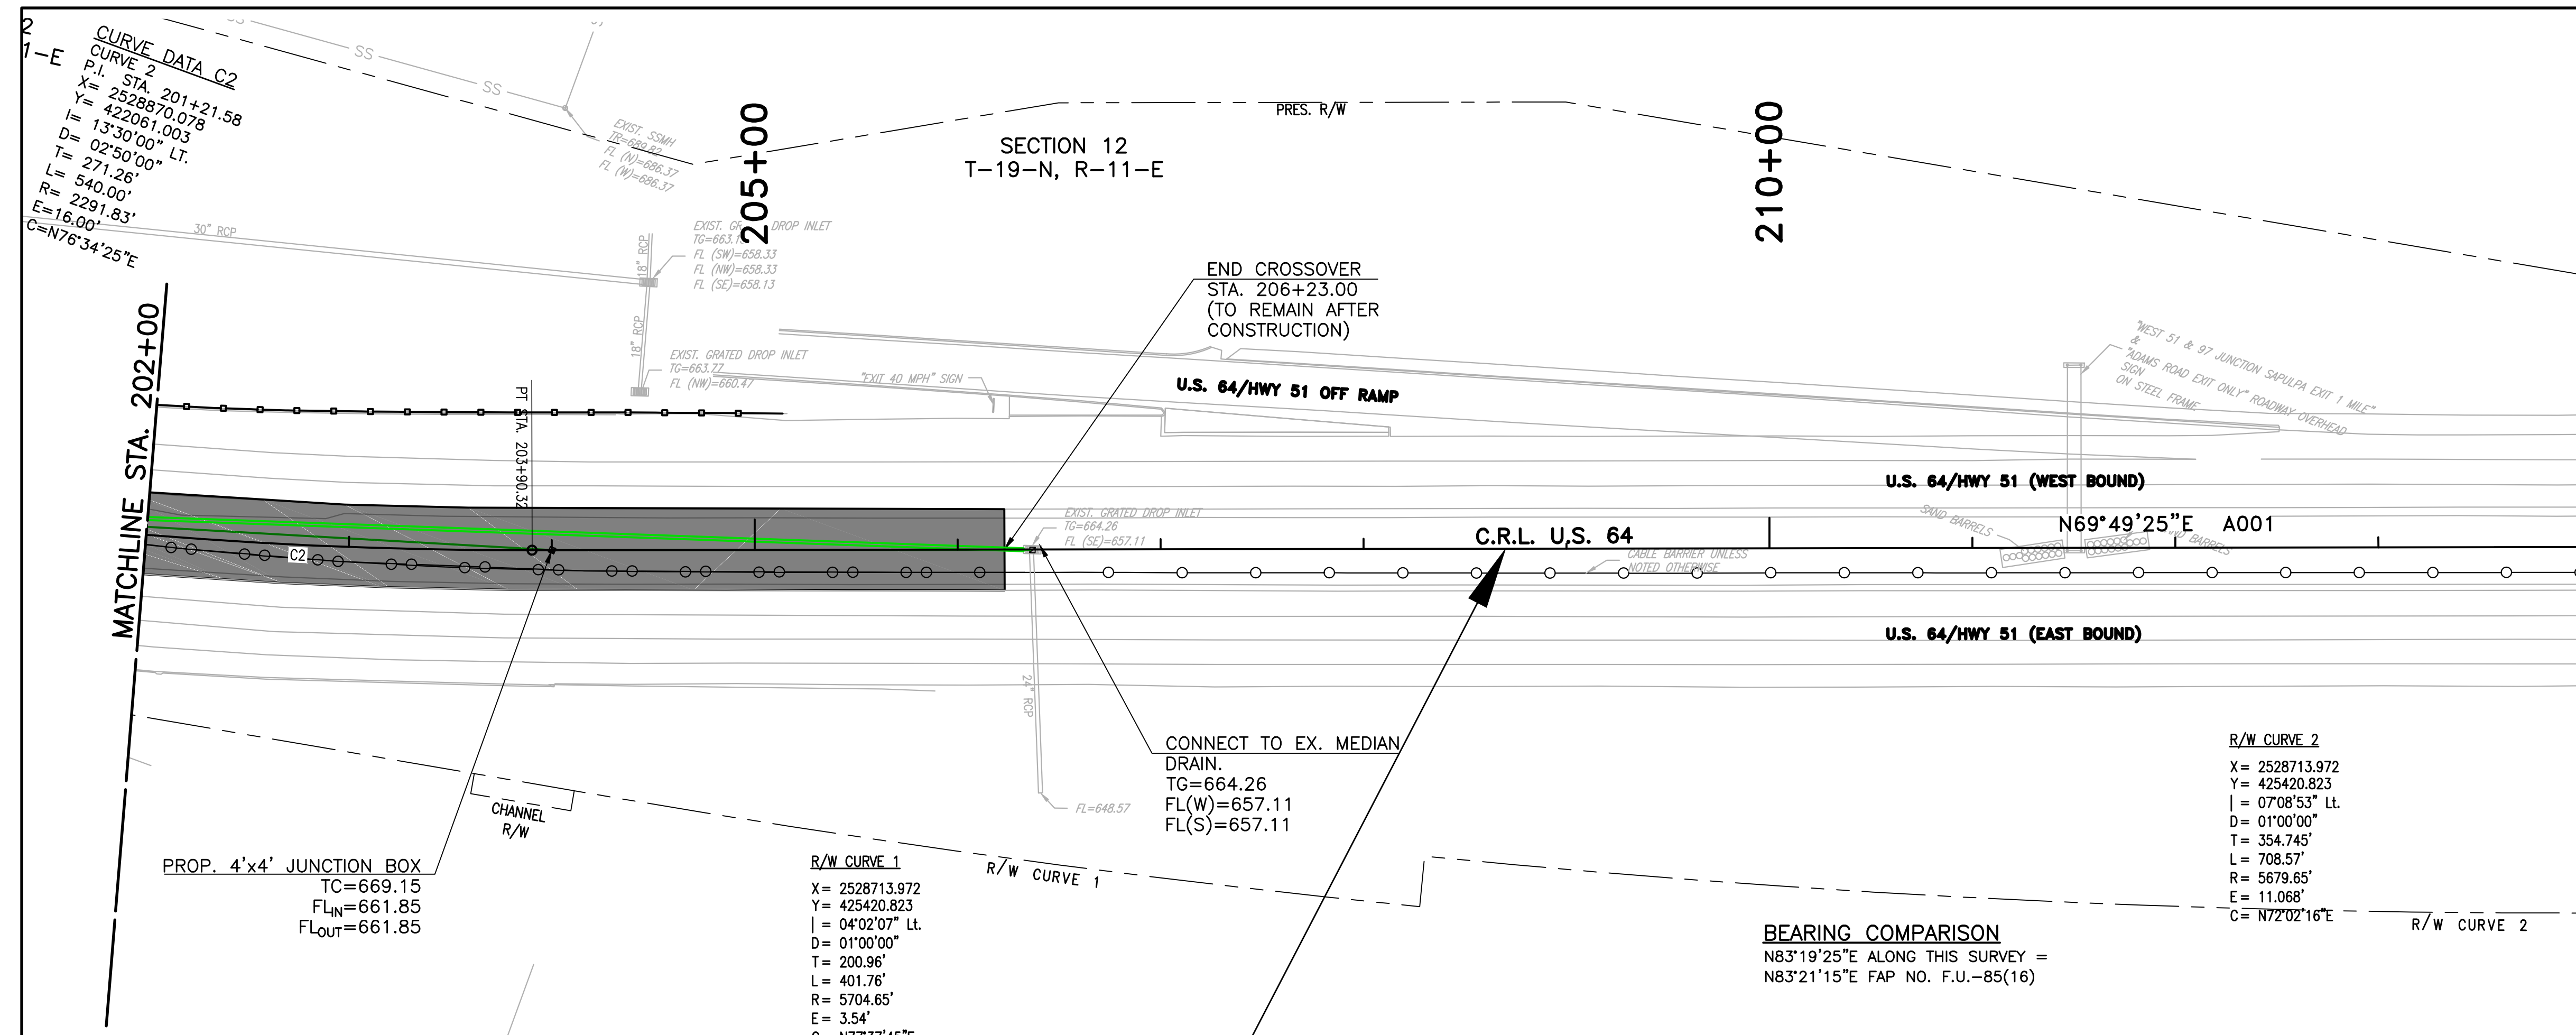 2
1-E
CURVE DATA C2
CURVE 2
P.I. STA. 201+21.58
X= 2528870.078
Y= 422061.003
I= 13°30'00" LT.
D= 02°50'00"
T= 271.26'
L= 540.00'
R= 2291.83'
E=16.00'
C=N76°34'25"E
SS
SS
SS
EXIST. SSMH
TR=689.82
FL (N)=686.37
FL (W)=686.37
205+00
SECTION 12
T-19-N, R-11-E
PRES. R/W
210+00
30" RCP
18" RCP
18" RCP
EXIST. GR DROP INLET
FL (SW)=658.33
FL (NW)=658.33
FL (SE)=658.13
EXIST. GRATED DROP INLET
TG=663.77
FL (NW)=660.47
END CROSSOVER
STA. 206+23.00
(TO REMAIN AFTER
CONSTRUCTION)
"EXIT 40 MPH" SIGN
U.S. 64/HWY 51 OFF RAMP
"WEST 51 & 97 JUNCTION SAPULPA EXIT 1 MILE"
&
"ADAMS ROAD EXIT ONLY" ROADWAY OVERHEAD
SIGN
ON STEEL FRAME
MATCHLINE STA. 202+00
PT STA. 203+90.32
U.S. 64/HWY 51 (WEST BOUND)
EXIST. GRATED DROP INLET
TG=664.26
FL (SE)=657.11
SAND BARRELS
N69°49'25"E A001
BARRELS
C.R.L. U.S. 64
C2
CABLE BARRIER UNLESS
NOTED OTHERWISE
U.S. 64/HWY 51 (EAST BOUND)
24" RCP
FL=648.57
CONNECT TO EX. MEDIAN
DRAIN.
TG=664.26
FL(W)=657.11
FL(S)=657.11
CHANNEL
R/W
PROP. 4'x4' JUNCTION BOX
TC=669.15
FLIN=661.85
FLOUT=661.85
R/W CURVE 1
R/W CURVE 1
X= 2528713.972
Y= 425420.823
| = 04°02'07" Lt.
D= 01°00'00"
T= 200.96'
L= 401.76'
R= 5704.65'
E= 3.54'
R/W CURVE 2
X= 2528713.972
Y= 425420.823
| = 07°08'53" Lt.
D= 01°00'00"
T= 354.745'
L= 708.57'
R= 5679.65'
E= 11.068'
C= N72°02'16"E
R/W CURVE 2
BEARING COMPARISON
N83°19'25"E ALONG THIS SURVEY =
N83°21'15"E FAP NO. F.U.-85(16)